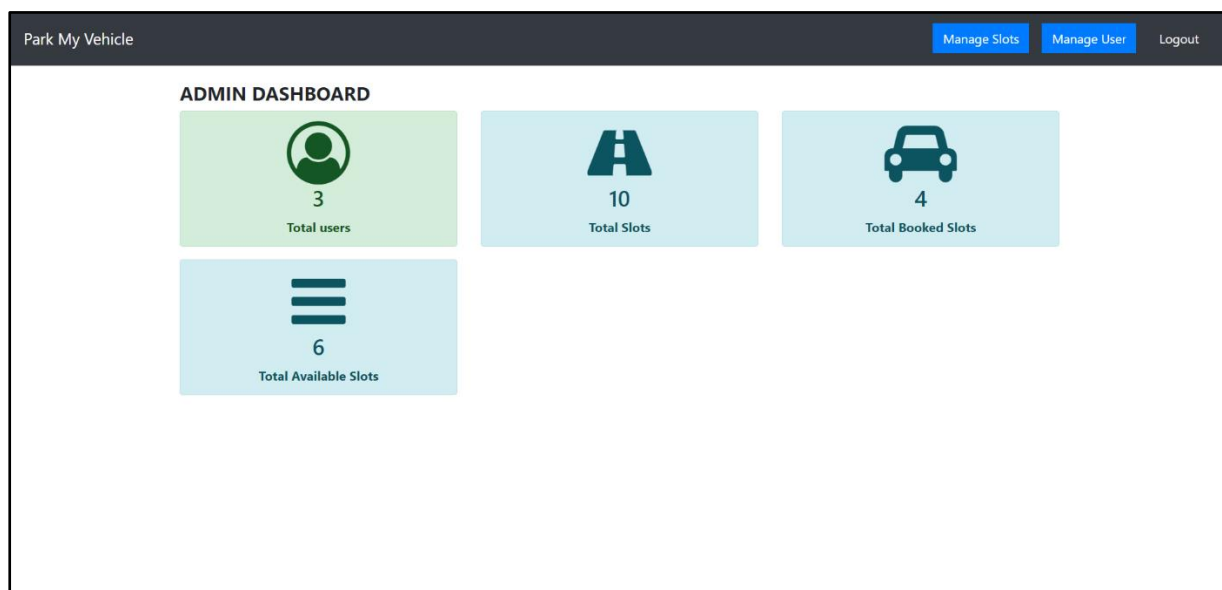 Park My Vehicle
Manage Slots
Manage User
Logout
ADMIN DASHBOARD
3
Total users
10
Total Slots
4
Total Booked Slots
6
Total Available Slots